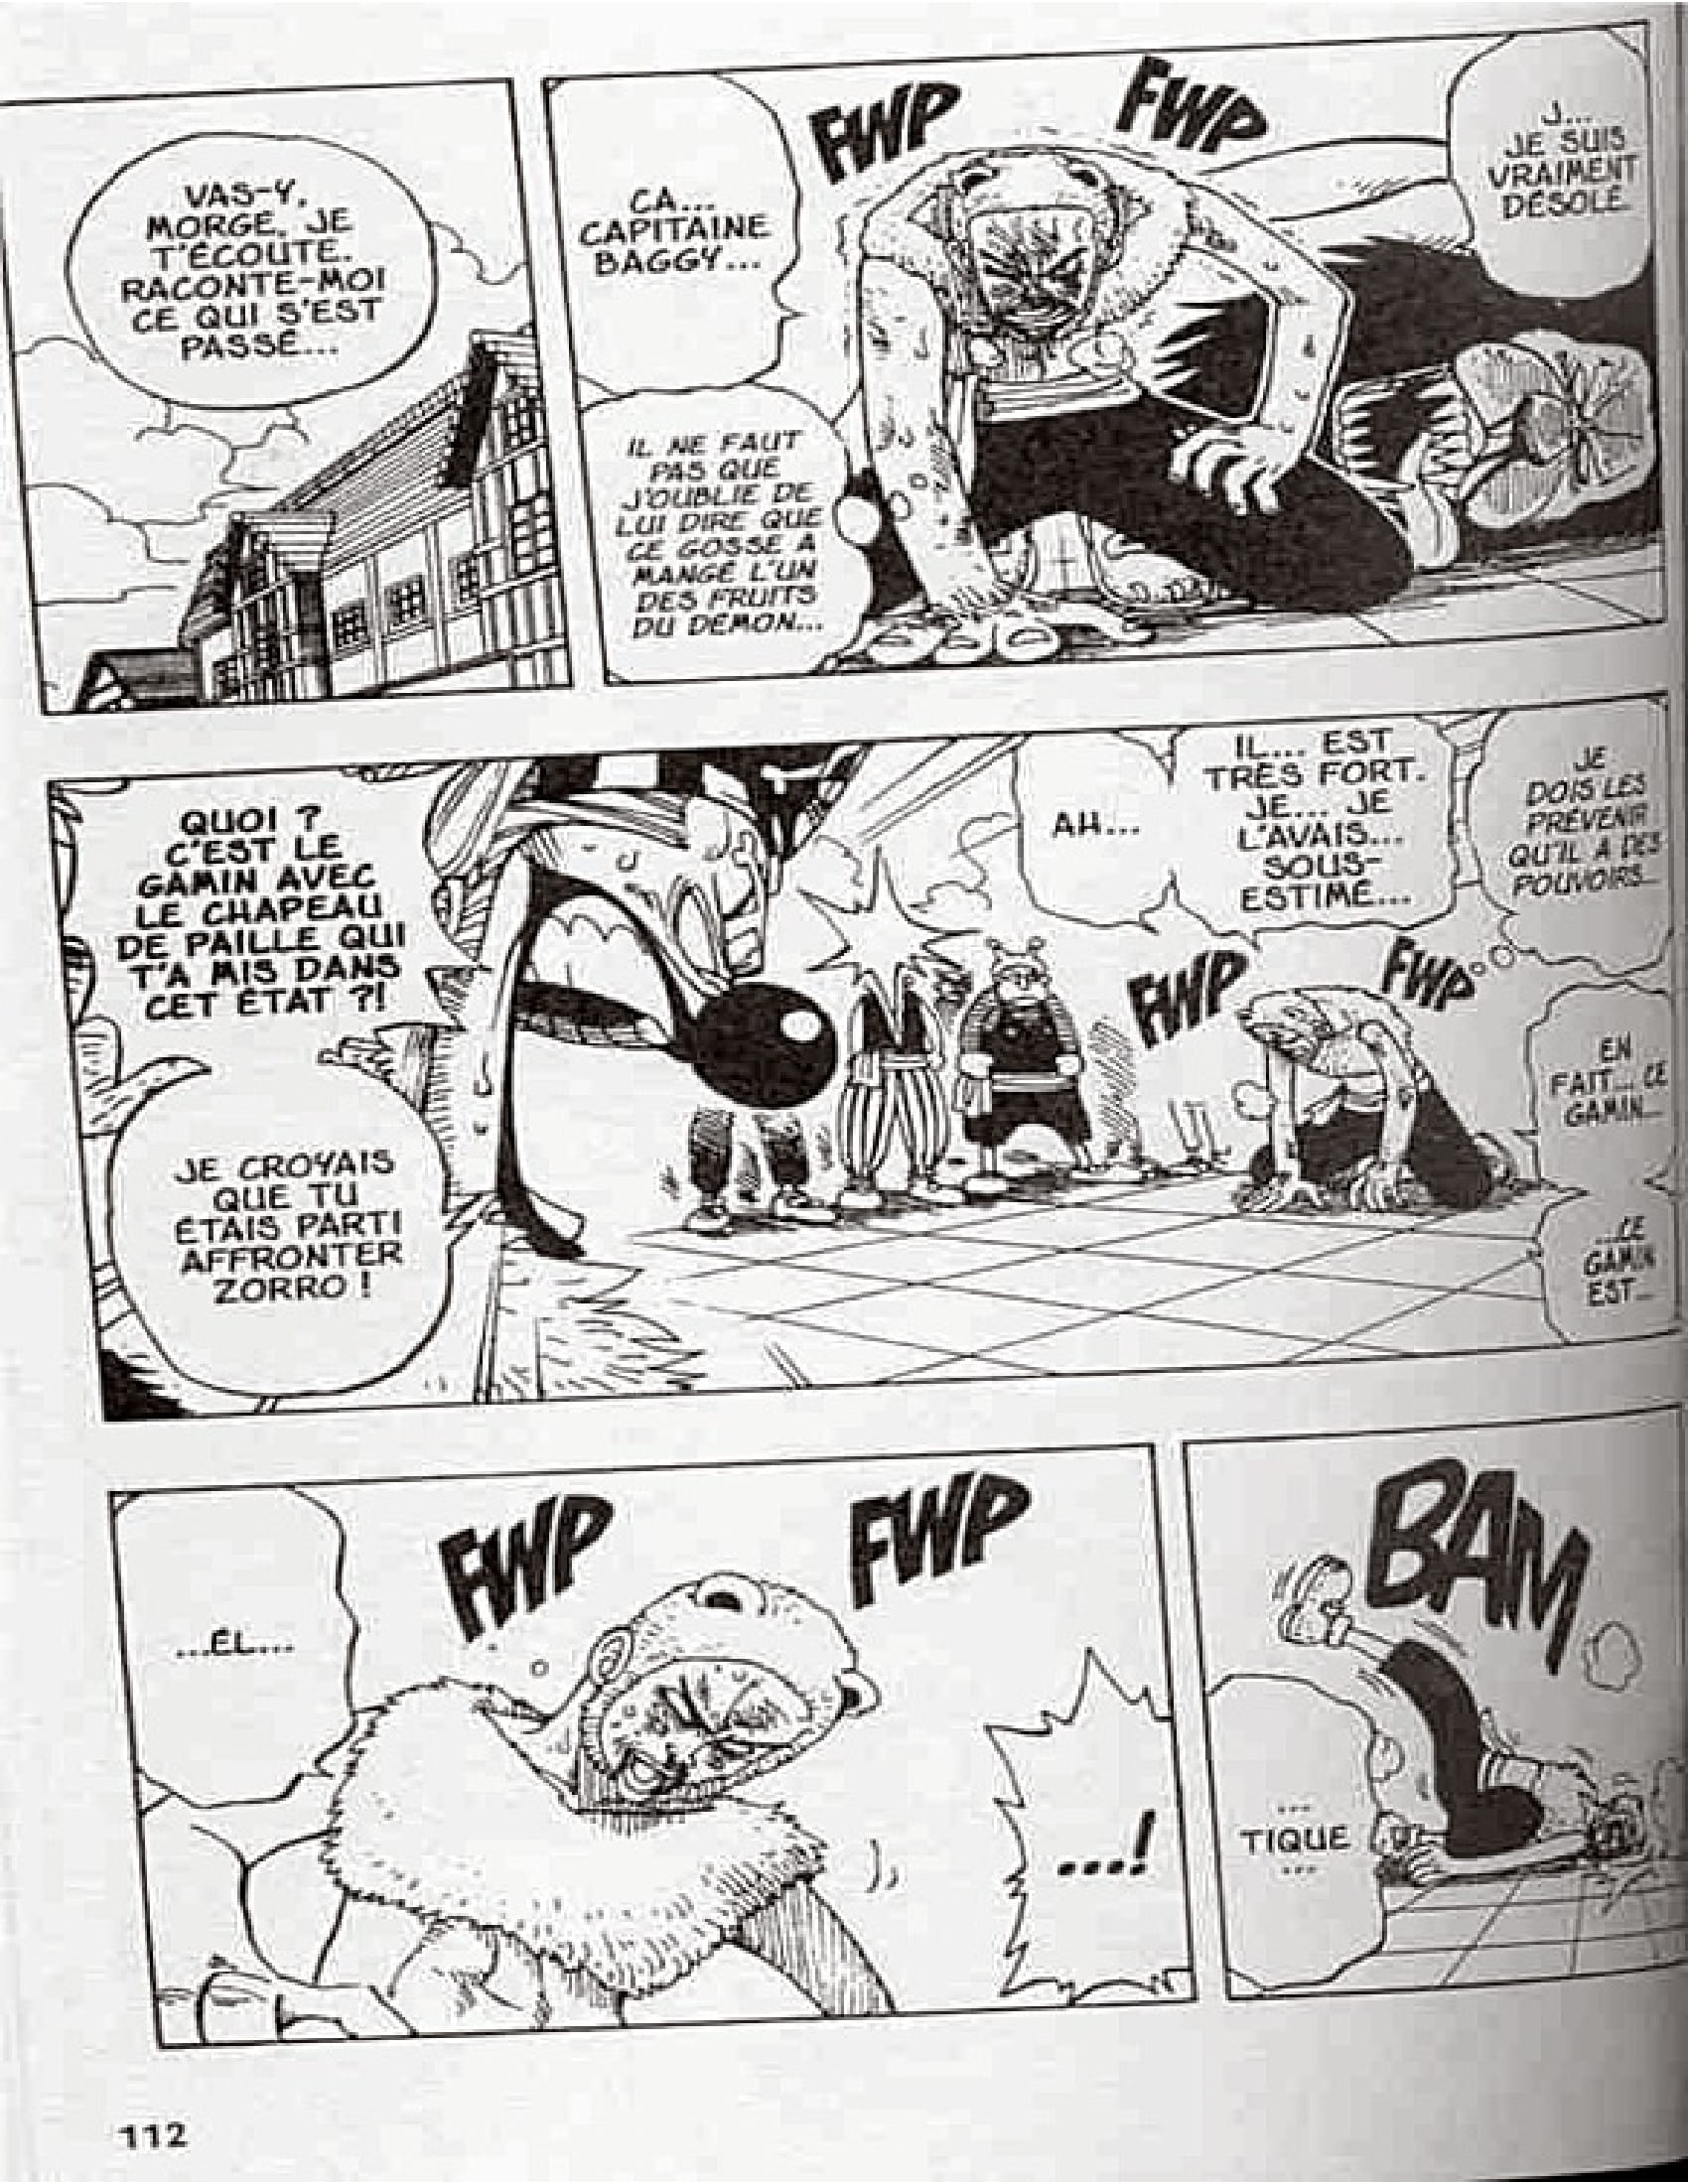 VAS-Y,
MORGE. JE
T'ÉCOUTE.
RACONTE-MOI
CE QUI S'EST
PASSÉ...
CA...
CAPITAINE
BAGGY...
FWP
FWP
J...
JE SUIS
VRAIMENT
DÉSOLÉ.
IL NE FAUT
PAS QUE
J'OUBLIE DE
LUI DIRE QUE
CE GOSSE A
MANGÉ L'UN
DES FRUITS
DU DÉMON...
QUOI ?
C'EST LE
GAMIN AVEC
LE CHAPEAU
DE PAILLE QUI
T'A MIS DANS
CET ÉTAT ?!
JE CROYAIS
QUE TU
ÉTAIS PARTI
AFFRONTER
ZORRO !
AH...
IL... EST
TRÈS FORT.
JE... JE
L'AVAIS...
SOUS-
ESTIMÉ...
JE
DOIS LES
PRÉVENIR
QU'IL A DES
POUVOIRS...
FWP
FWP
EN
FAIT... CE
GAMIN...
...CE
GAMIN
EST...
...ÉL...
FWP
FWP
...!
BAM
...
TIQUE
...
112